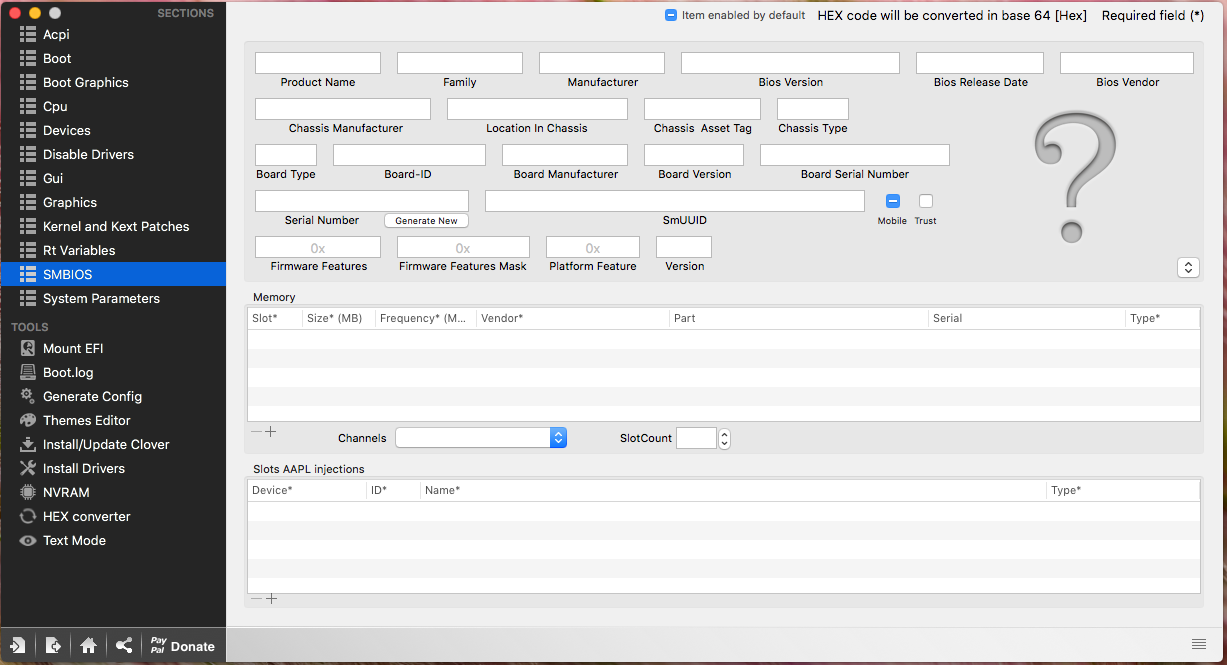 SECTIONS
Acpi
Boot
Boot Graphics
Cpu
Devices
Disable Drivers
Gui
Graphics
Kernel and Kext Patches
Rt Variables
SMBIOS
System Parameters
TOOLS
Mount EFI
Boot.log
Generate Config
Themes Editor
Install/Update Clover
Install Drivers
NVRAM
HEX converter
Text Mode
Pay
Pal Donate
Item enabled by default HEX code will be converted in base 64 [Hex] Required field (*)
Product Name Family Manufacturer Bios Version Bios Release Date Bios Vendor
Chassis Manufacturer Location In Chassis Chassis Asset Tag Chassis Type
Board Type Board-ID Board Manufacturer Board Version Board Serial Number
Serial Number Generate New SmUUID Mobile Trust
0x 0x 0x
Firmware Features Firmware Features Mask Platform Feature Version
?
Memory
Slot* Size* (MB) Frequency* (M... Vendor* Part Serial Type*
Channels SlotCount
Slots AAPL injections
Device* ID* Name* Type*